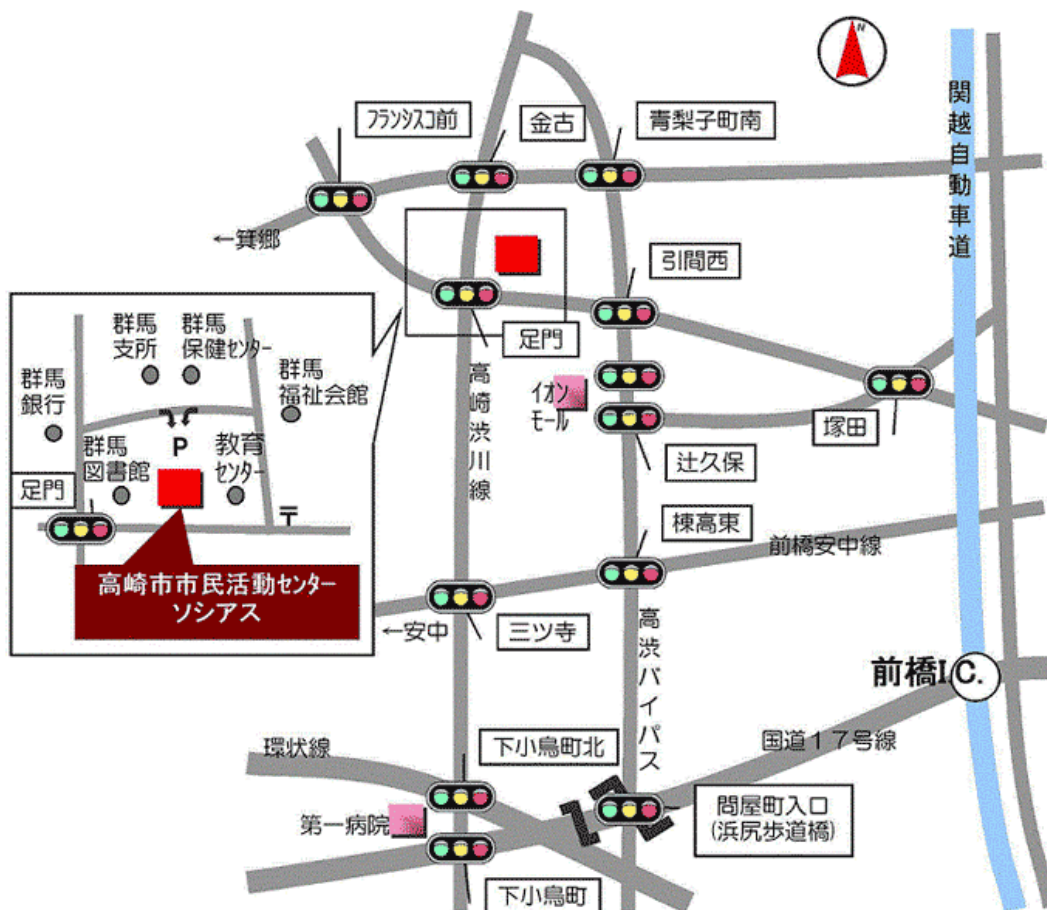 N
フランシスコ前
金古
青梨子町南
関越自動車道
←箕郷
引間西
足門
群馬
支所
群馬
保健センター
群馬
福祉会館
群馬
銀行
P
群馬
図書館
教育
センター
足門
〒
高崎市市民活動センター
ソシアス
高崎渋川線
イオン
モール
塚田
辻久保
棟高東
前橋安中線
←安中
三ツ寺
高渋バイパス
前橋I.C.
環状線
下小鳥町北
国道17号線
第一病院
問屋町入口
(浜尻歩道橋)
下小鳥町